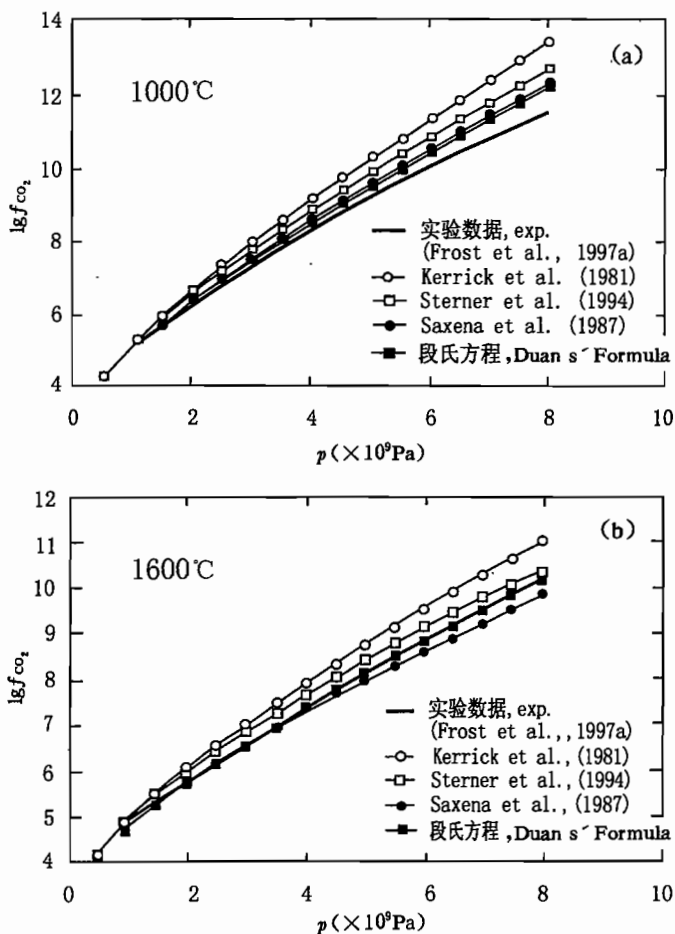 14
12
10
8
6
4
lgf CO₂
(a)
1000℃
实验数据, exp.
(Frost et al., 1997a)
Kerrick et al. (1981)
Sterner et al. (1994)
Saxena et al. (1987)
段氏方程,Duan s´ Formula
0 2 4 6 8 10
p(×10⁹Pa)
12
11
10
9
8
7
6
5
4
lgf CO₂
(b)
1600℃
实验数据, exp.
(Frost et al.,, 1997a)
Kerrick et al.,(1981)
Sterner et al.,(1994)
Saxena et al.,(1987)
段氏方程,Duan s´ Formula
0 2 4 6 8 10
p(×10⁹Pa)